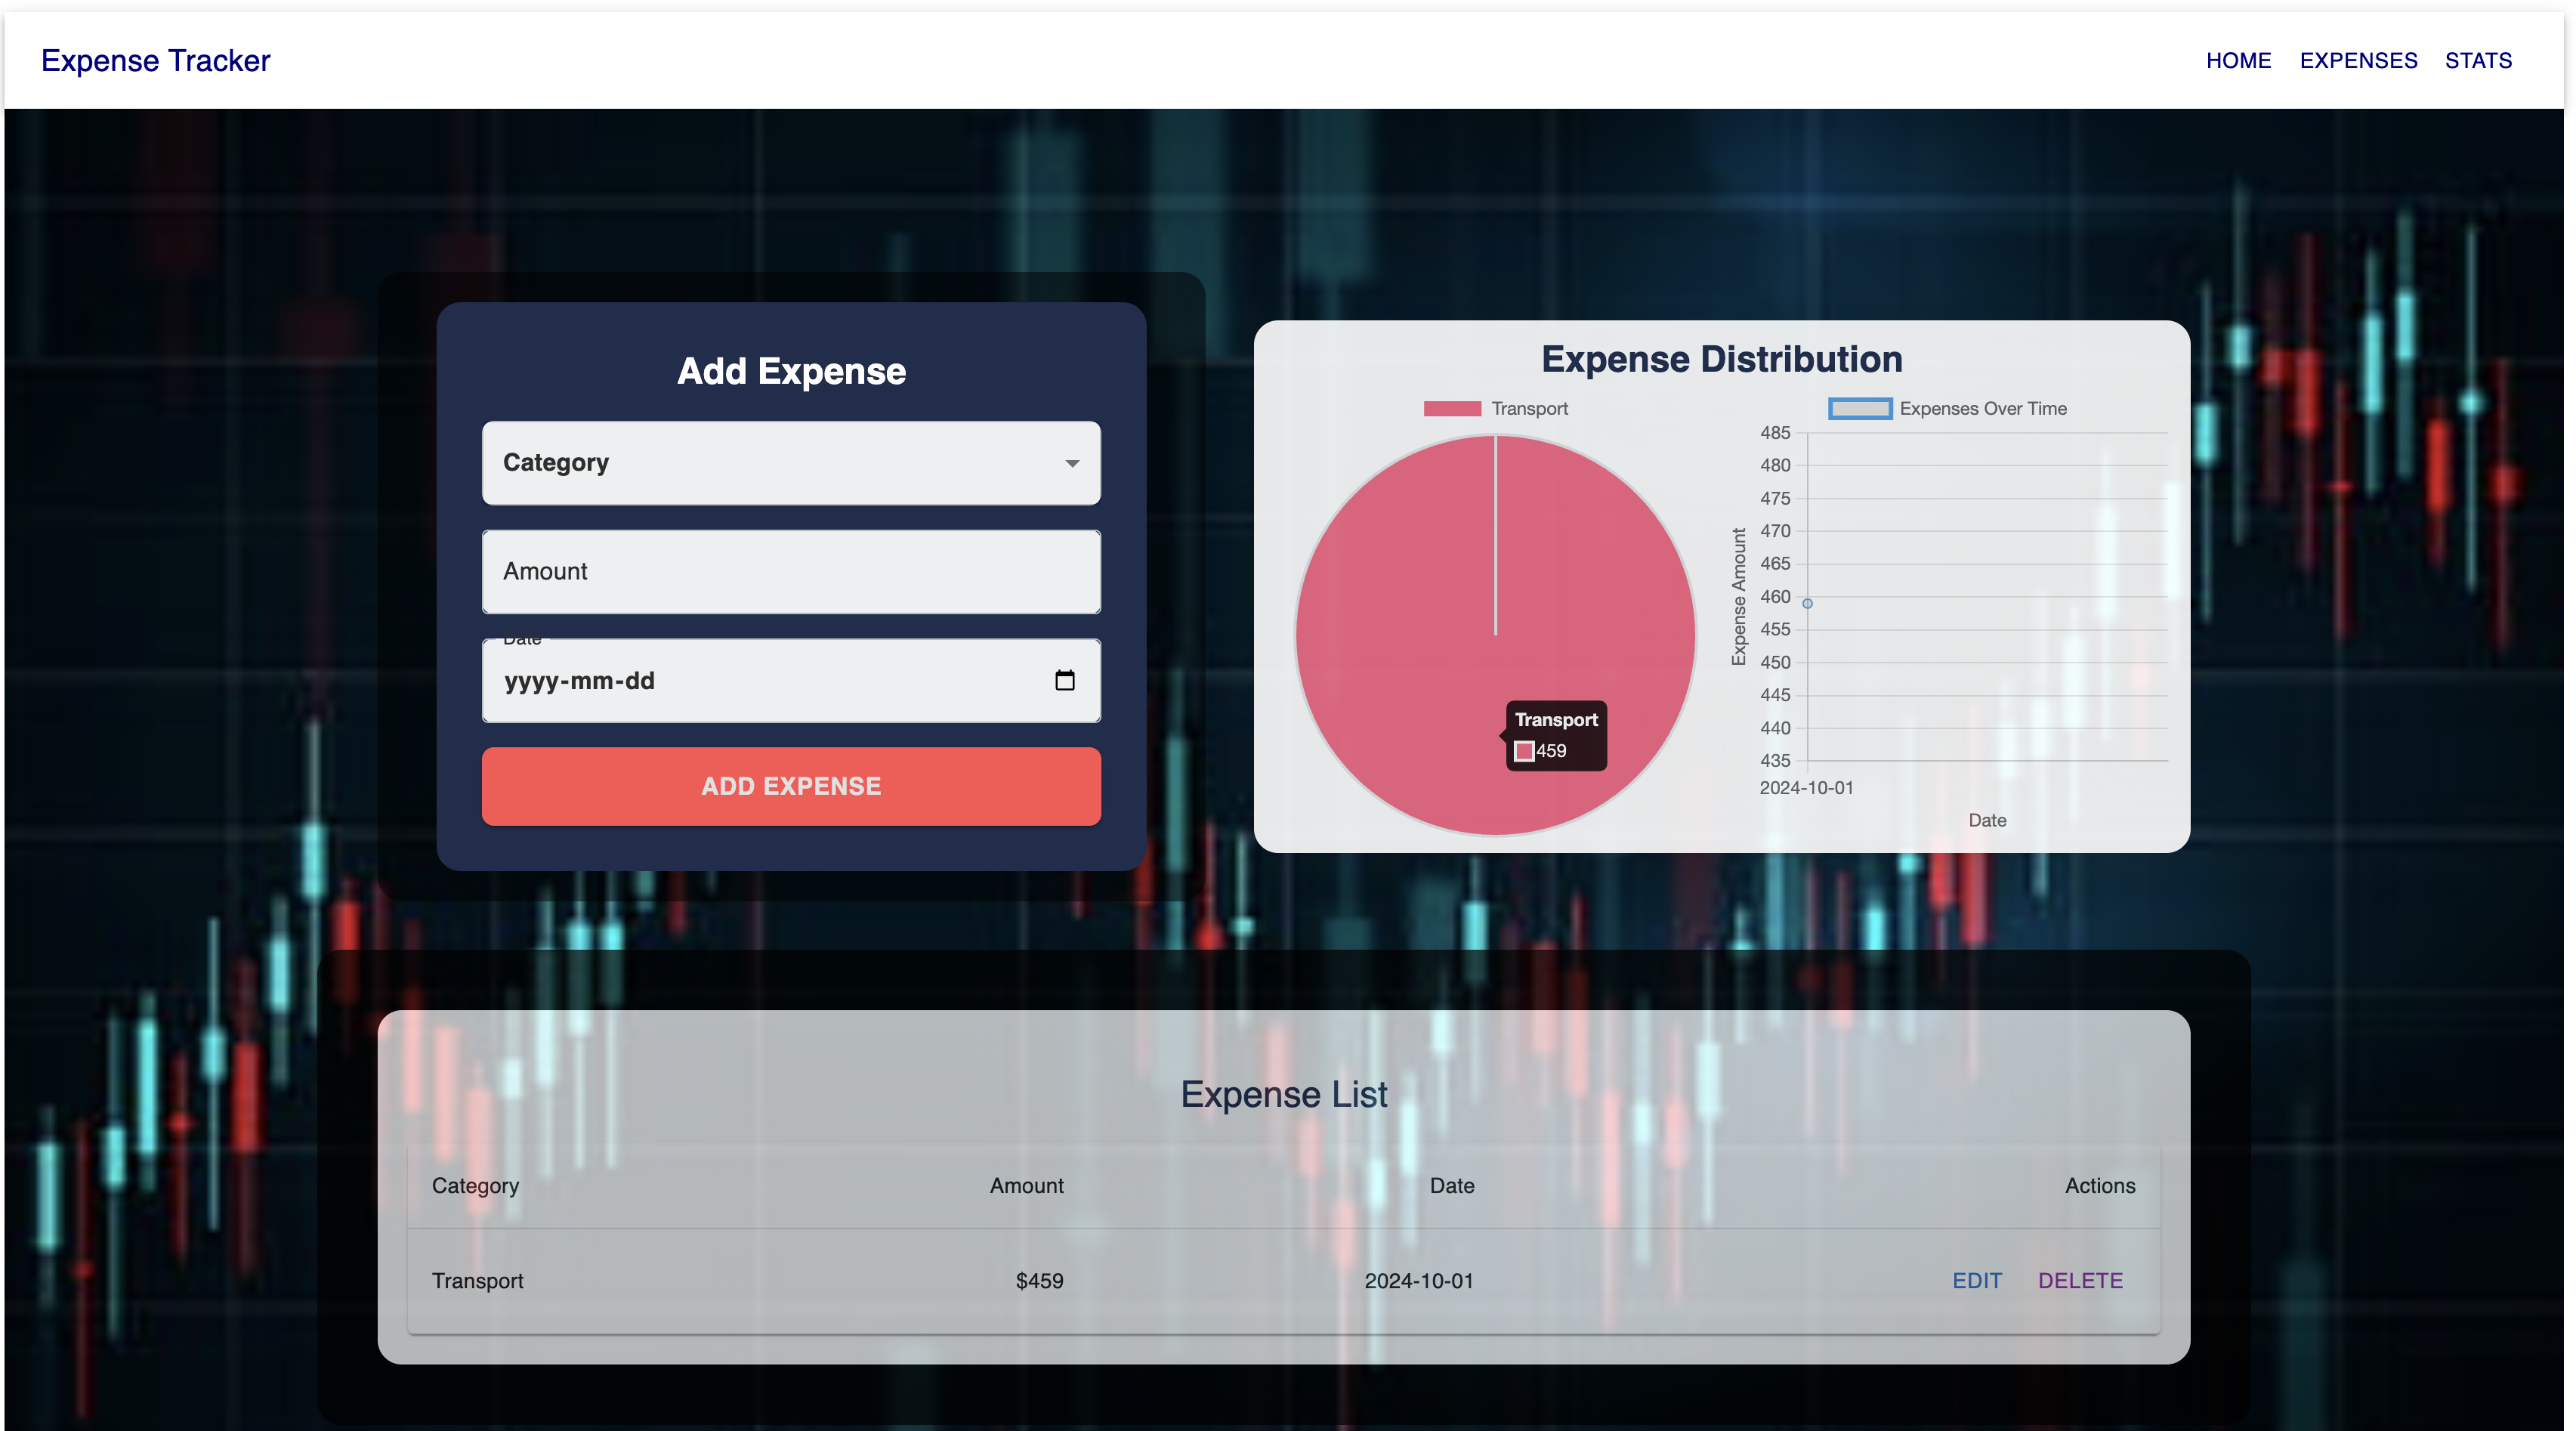 Expense Tracker
HOME EXPENSES STATS
Add Expense
Category
Amount
Date
yyyy-mm-dd
ADD EXPENSE
Expense Distribution
Transport
Transport
459
Expenses Over Time
485
480
475
470
465
460
455
450
445
440
435
Expense Amount
2024-10-01
Date
Expense List
Category Amount Date Actions
Transport $459 2024-10-01 EDIT DELETE